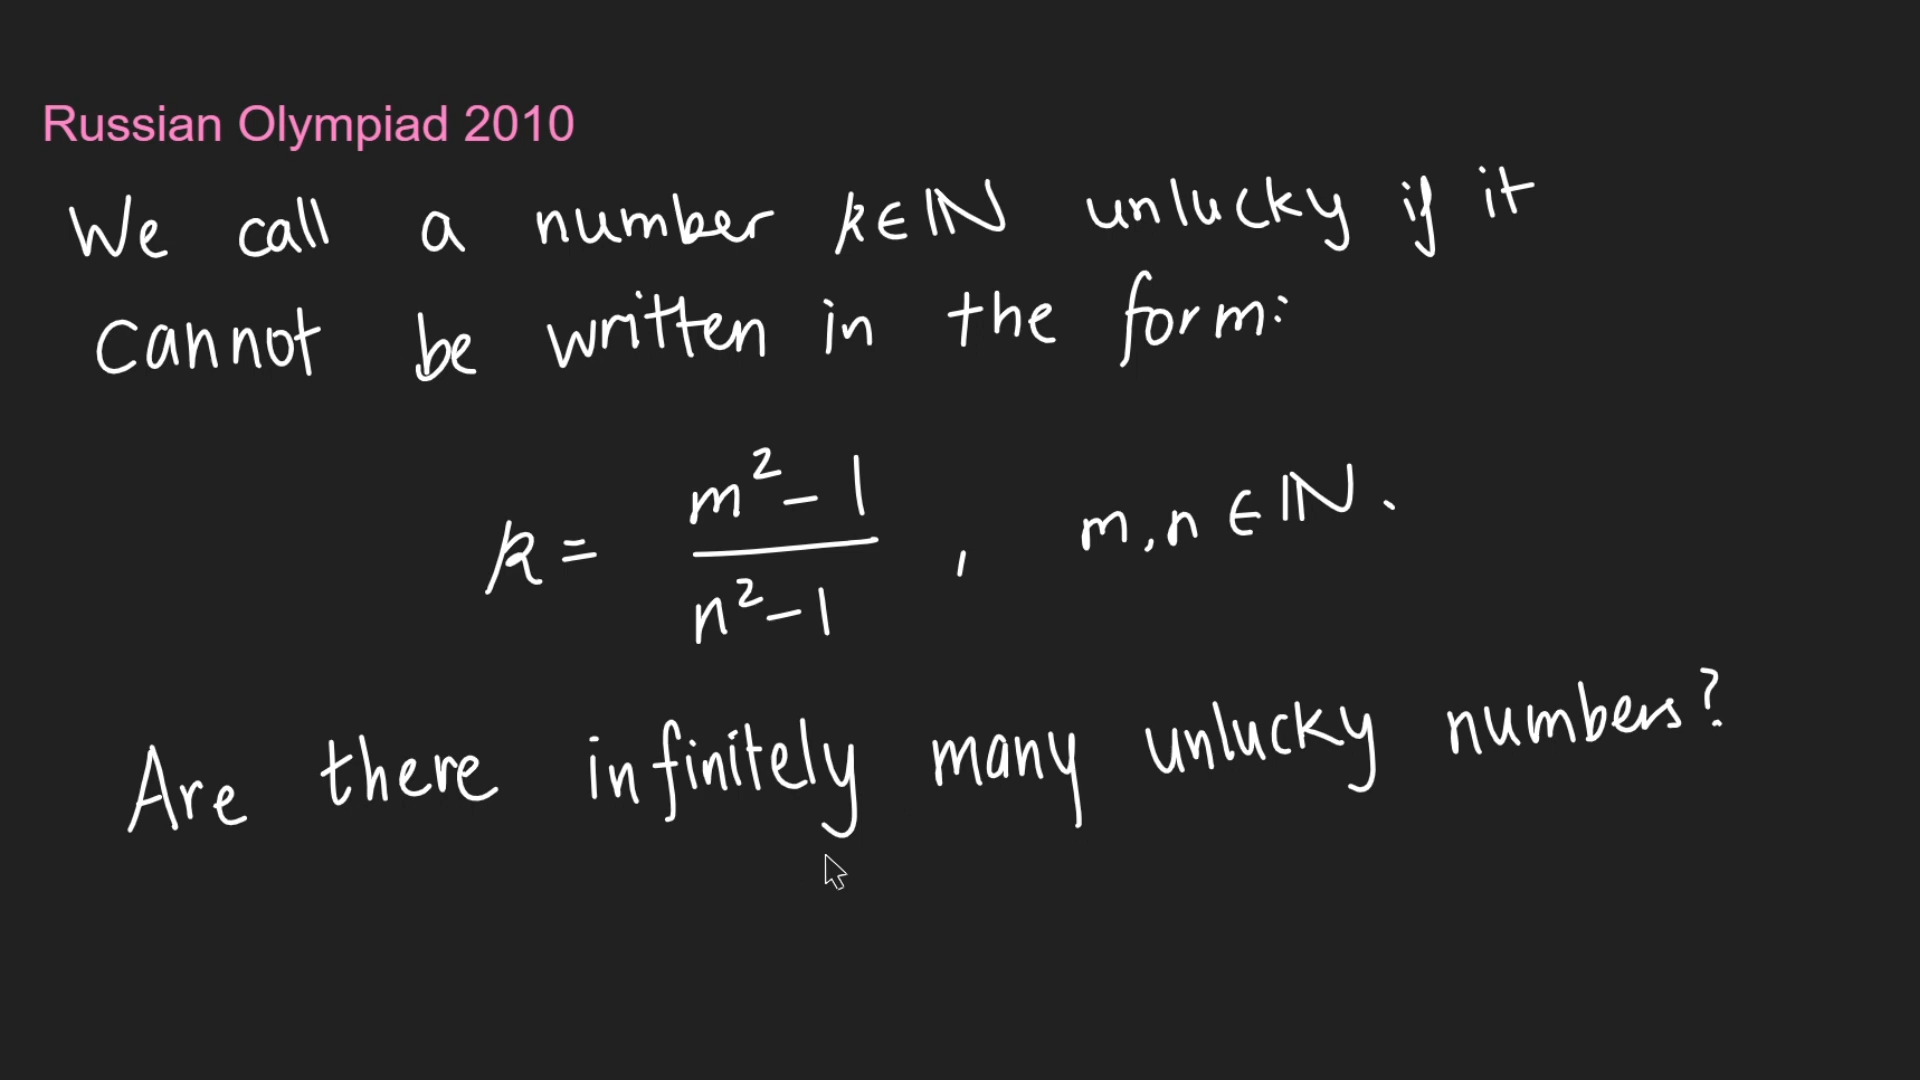 Russian Olympiad 2010
We call a number k∈ℕ unlucky if it
cannot be written in the form:
k = (m² - 1)/(n² - 1) , m, n ∈ ℕ.
Are there infinitely many unlucky numbers?